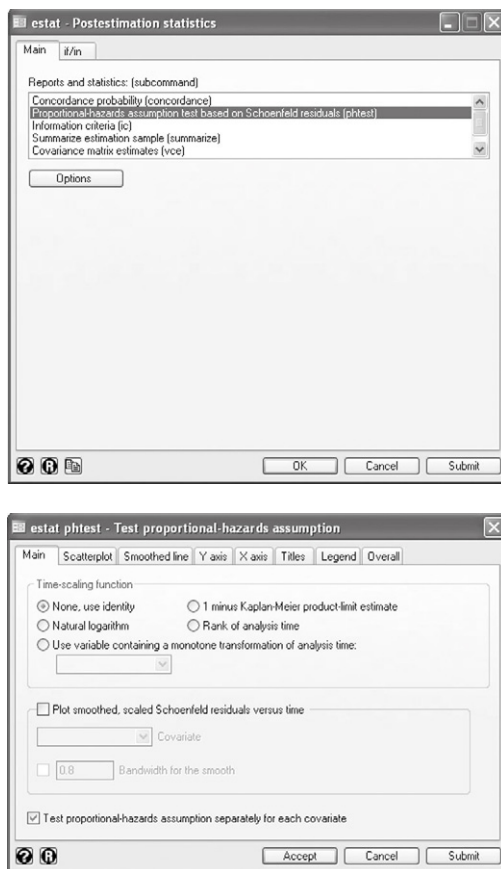 estat - Postestimation statistics
Main if/in
Reports and statistics: (subcommand)
Concordance probability (concordance)
Proportional-hazards assumption test based on Schoenfeld residuals (phtest)
Information criteria (ic)
Summarize estimation sample (summarize)
Covariance matrix estimates (vce)
Options
? R OK Cancel Submit
estat phtest - Test proportional-hazards assumption
Main Scatterplot Smoothed line Y axis X axis Titles Legend Overall
Time-scaling function
None, use identity 1 minus Kaplan-Meier product-limit estimate
Natural logarithm Rank of analysis time
Use variable containing a monotone transformation of analysis time:
Plot smoothed, scaled Schoenfeld residuals versus time
Covariate
0.8 Bandwidth for the smooth
Test proportional-hazards assumption separately for each covariate
? R Accept Cancel Submit